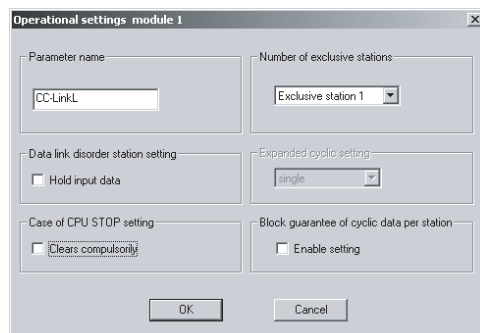 Operational settings module 1
Parameter name
CC-LinkL
Number of exclusive stations
Exclusive station 1
Data link disorder station setting
Hold input data
Expanded cyclic setting
single
Case of CPU STOP setting
Clears compulsorily
Block guarantee of cyclic data per station
Enable setting
OK
Cancel